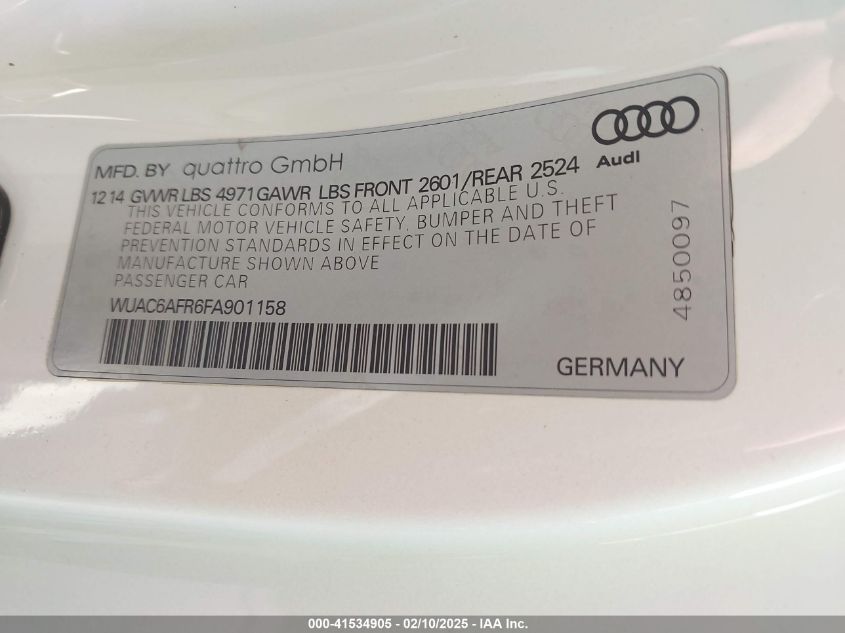 MFD. BY quattro GmbH
Audi
12 14 GVWR LBS 4971 GAWR LBS FRONT 2601/REAR 2524
THIS VEHICLE CONFORMS TO ALL APPLICABLE U.S.
FEDERAL MOTOR VEHICLE SAFETY, BUMPER AND THEFT
PREVENTION STANDARDS IN EFFECT ON THE DATE OF
MANUFACTURE SHOWN ABOVE
PASSENGER CAR
WUAC6AFR6FA901158
4850097
GERMANY
000-41534905 - 02/10/2025 - IAA Inc.